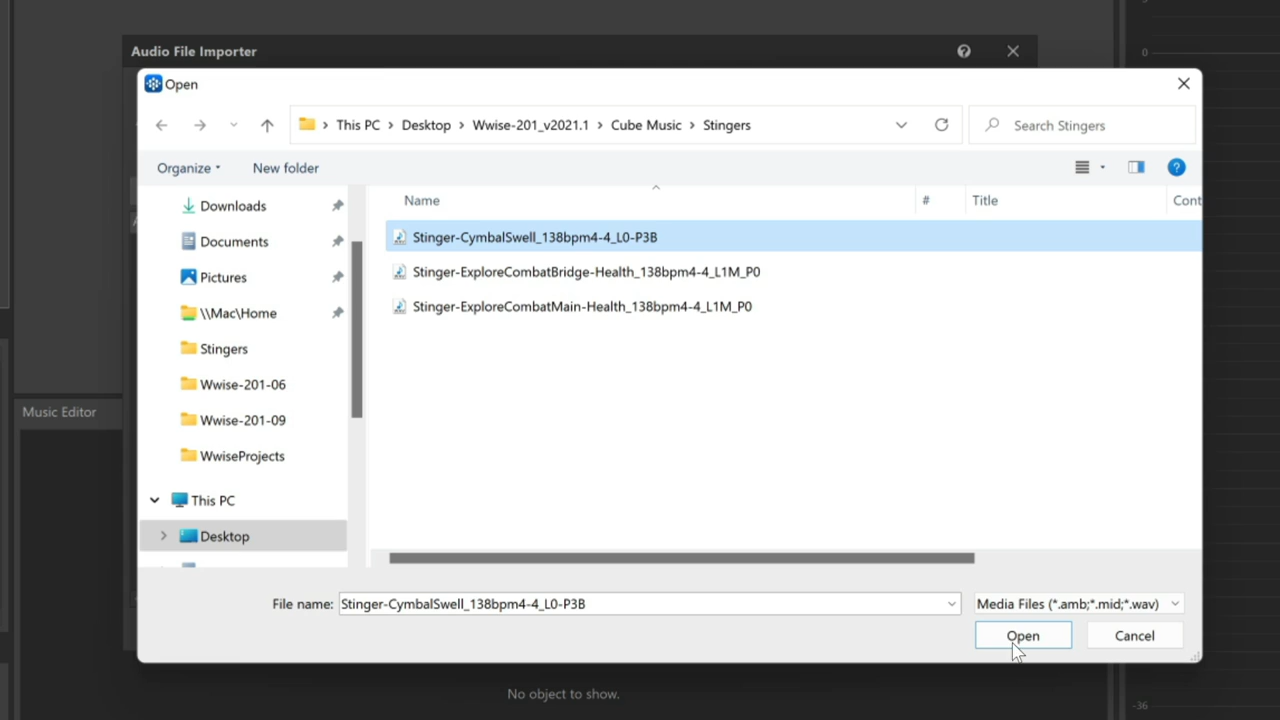 Audio File Importer
0
Open
This PC > Desktop > Wwise-201_v2021.1 > Cube Music > Stingers
Search Stingers
Organize
New folder
Name
#
Title
Cont
Downloads
Documents
Pictures
\\Mac\Home
Stingers
Wwise-201-06
Wwise-201-09
WwiseProjects
This PC
Desktop
Stinger-CymbalSwell_138bpm4-4_L0-P3B
Stinger-ExploreCombatBridge-Health_138bpm4-4_L1M_P0
Stinger-ExploreCombatMain-Health_138bpm4-4_L1M_P0
Music Editor
File name: Stinger-CymbalSwell_138bpm4-4_L0-P3B
Media Files (*.amb;*.mid;*.wav)
Open
Cancel
No object to show.
-36